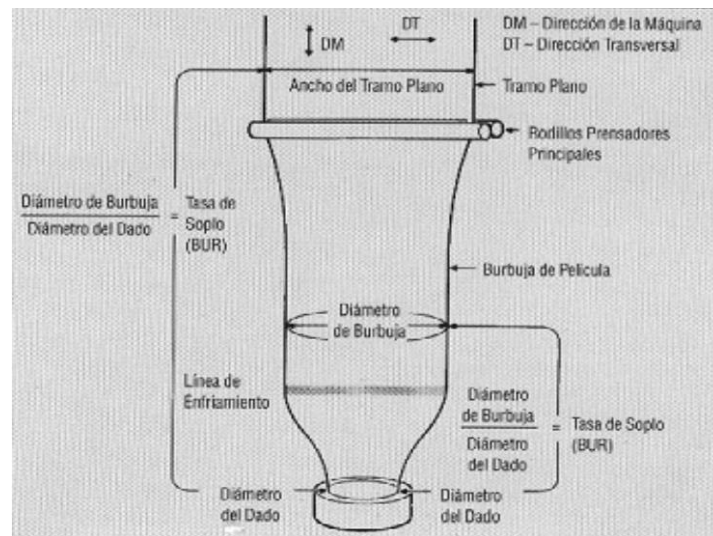 DT
DM
DM – Dirección de la Máquina
DT – Dirección Transversal
Ancho del Tramo Plano
Tramo Plano
Rodillos Prensadores
Principales
Diámetro de Burbuja
Diámetro del Dado
=
Tasa de
Soplo
(BUR)
Burbuja de Película
Diámetro
de Burbuja
Línea de
Enfriamiento
Diámetro
de Burbuja
Diámetro
del Dado
=
Tasa de Soplo
(BUR)
Diámetro
del Dado
Diámetro
del Dado